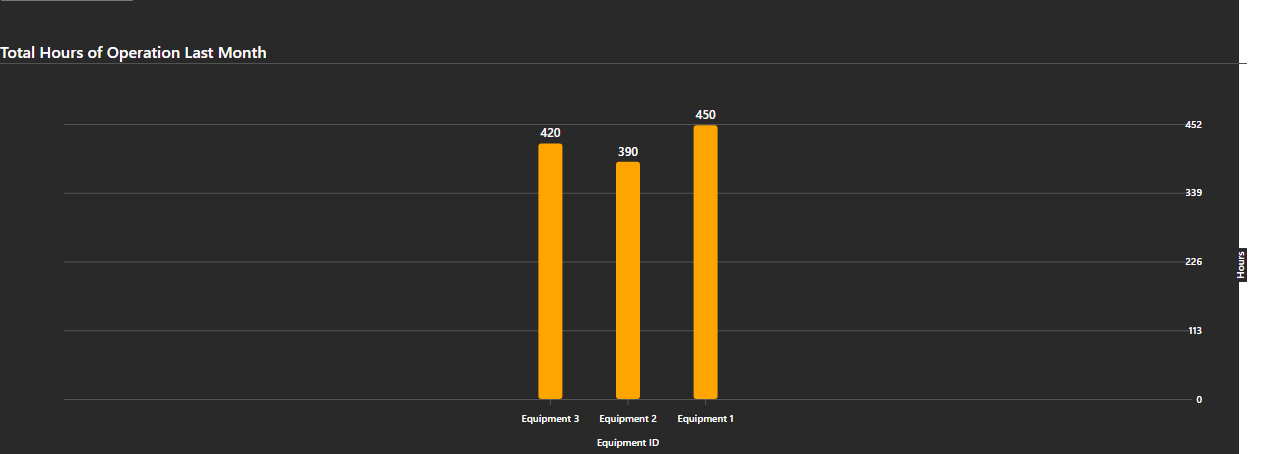 Total Hours of Operation Last Month
450
420
390
452
339
226
113
0
Hours
Equipment 3 Equipment 2 Equipment 1
Equipment ID